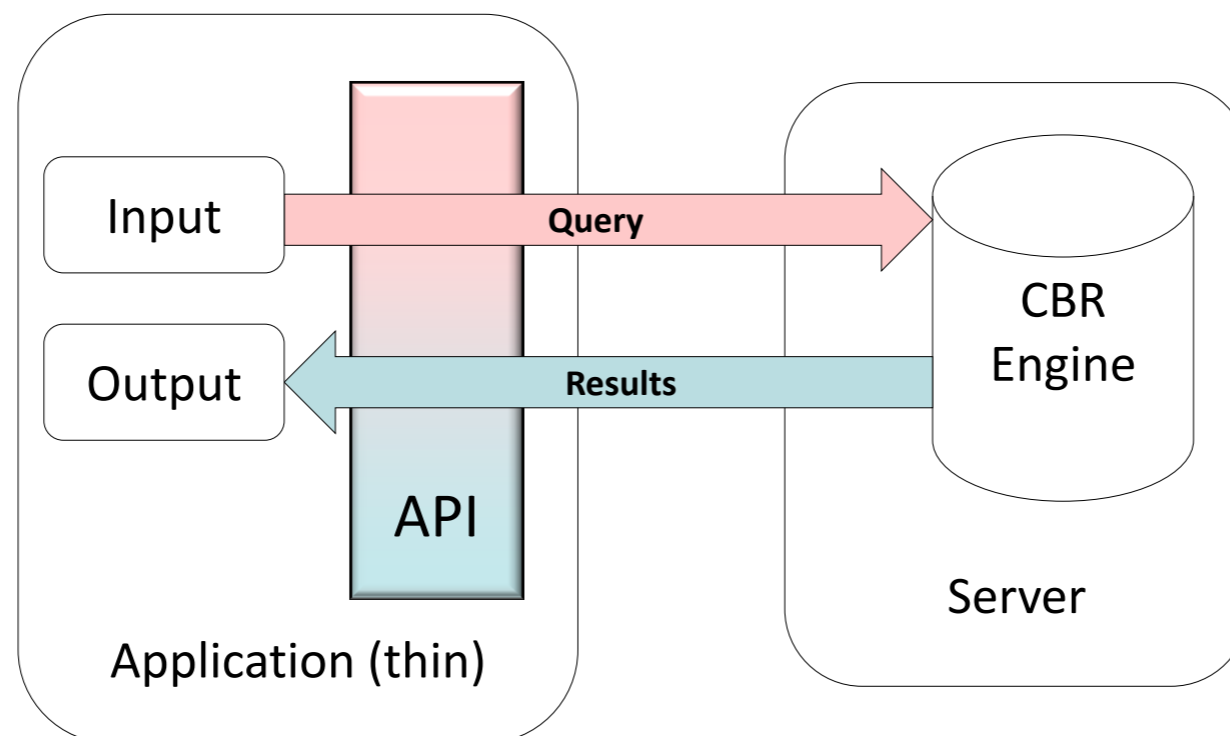 Input
Query
CBR
Engine
Output
Results
API
Server
Application (thin)